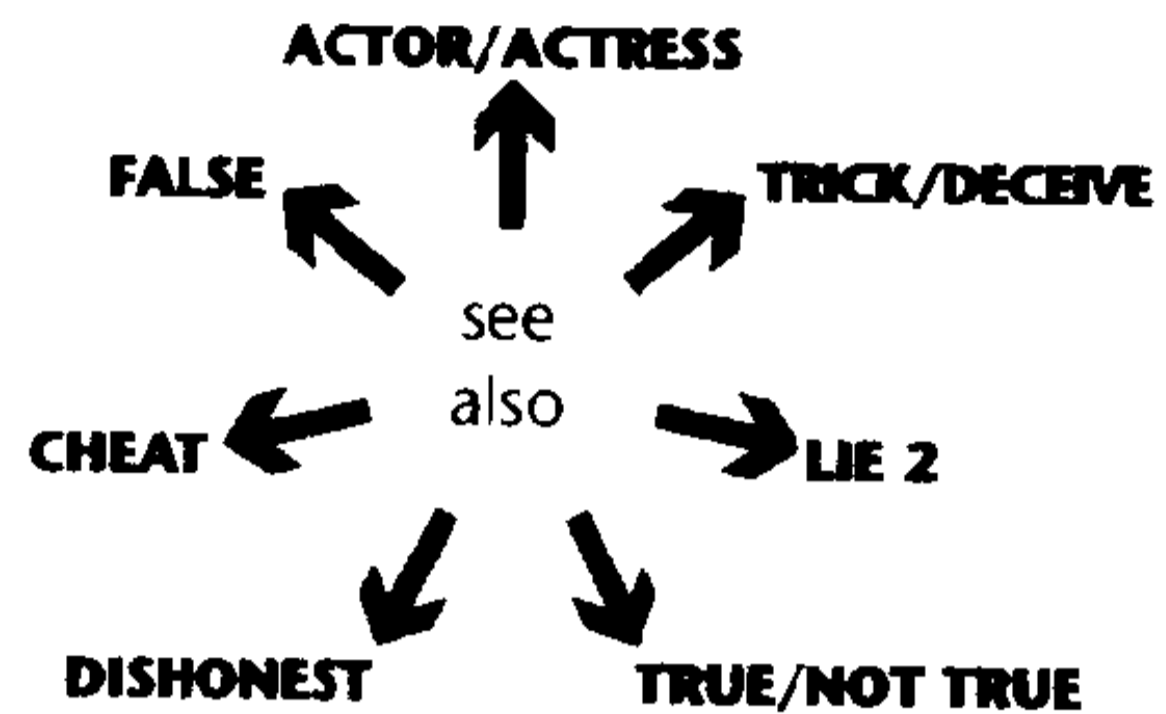 ACTOR/ACTRESS
FALSE
TRICK/DECEIVE
see
also
CHEAT
LIE 2
DISHONEST
TRUE/NOT TRUE